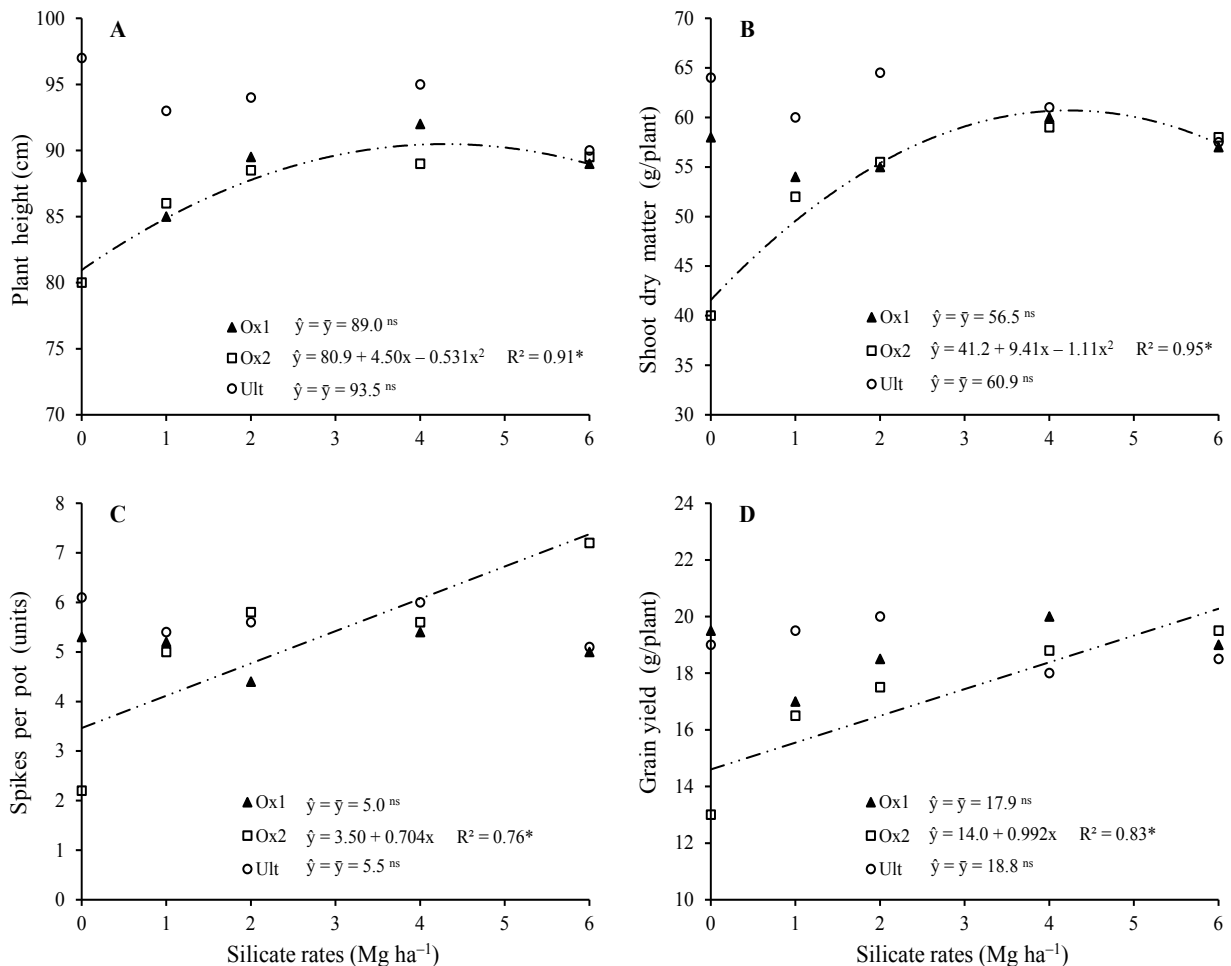 A
Plant height (cm)
100
95
90
85
80
75
70
0 1 2 3 4 5 6
Ox1 ŷ = ȳ = 89.0 ns
Ox2 ŷ = 80.9 + 4.50x – 0.531x² R² = 0.91*
Ult ŷ = ȳ = 93.5 ns
B
Shoot dry matter (g/plant)
70
65
60
55
50
45
40
35
30
0 1 2 3 4 5 6
Ox1 ŷ = ȳ = 56.5 ns
Ox2 ŷ = 41.2 + 9.41x – 1.11x² R² = 0.95*
Ult ŷ = ȳ = 60.9 ns
C
Spikes per pot (units)
8
7
6
5
4
3
2
1
0
0 1 2 3 4 5 6
Ox1 ŷ = ȳ = 5.0 ns
Ox2 ŷ = 3.50 + 0.704x R² = 0.76*
Ult ŷ = ȳ = 5.5 ns
Silicate rates (Mg ha⁻¹)
D
Grain yield (g/plant)
24
22
20
18
16
14
12
10
0 1 2 3 4 5 6
Ox1 ŷ = ȳ = 17.9 ns
Ox2 ŷ = 14.0 + 0.992x R² = 0.83*
Ult ŷ = ȳ = 18.8 ns
Silicate rates (Mg ha⁻¹)